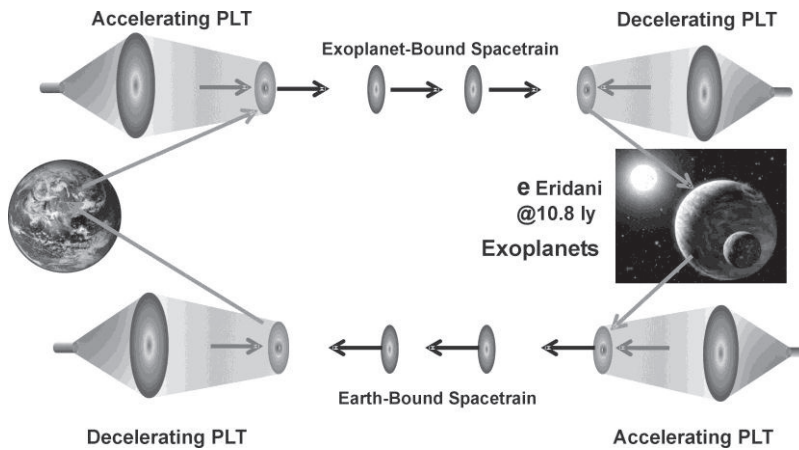 Accelerating PLT
Decelerating PLT
Exoplanet-Bound Spacetrain
e Eridani
@10.8 ly
Exoplanets
Earth-Bound Spacetrain
Decelerating PLT
Accelerating PLT